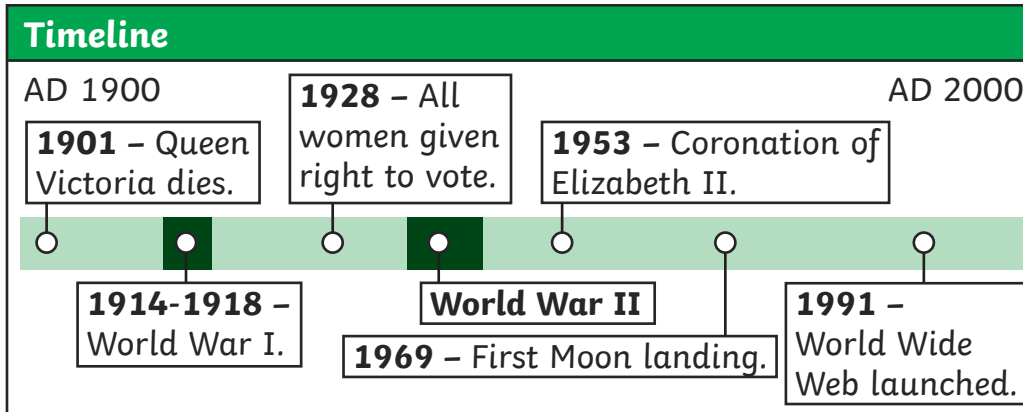 Timeline
AD 1900
AD 2000
1901 – Queen
Victoria dies.
1914-1918 –
World War I.
1928 – All
women given
right to vote.
World War II
1953 – Coronation of
Elizabeth II.
1969 – First Moon landing.
1991 –
World Wide
Web launched.